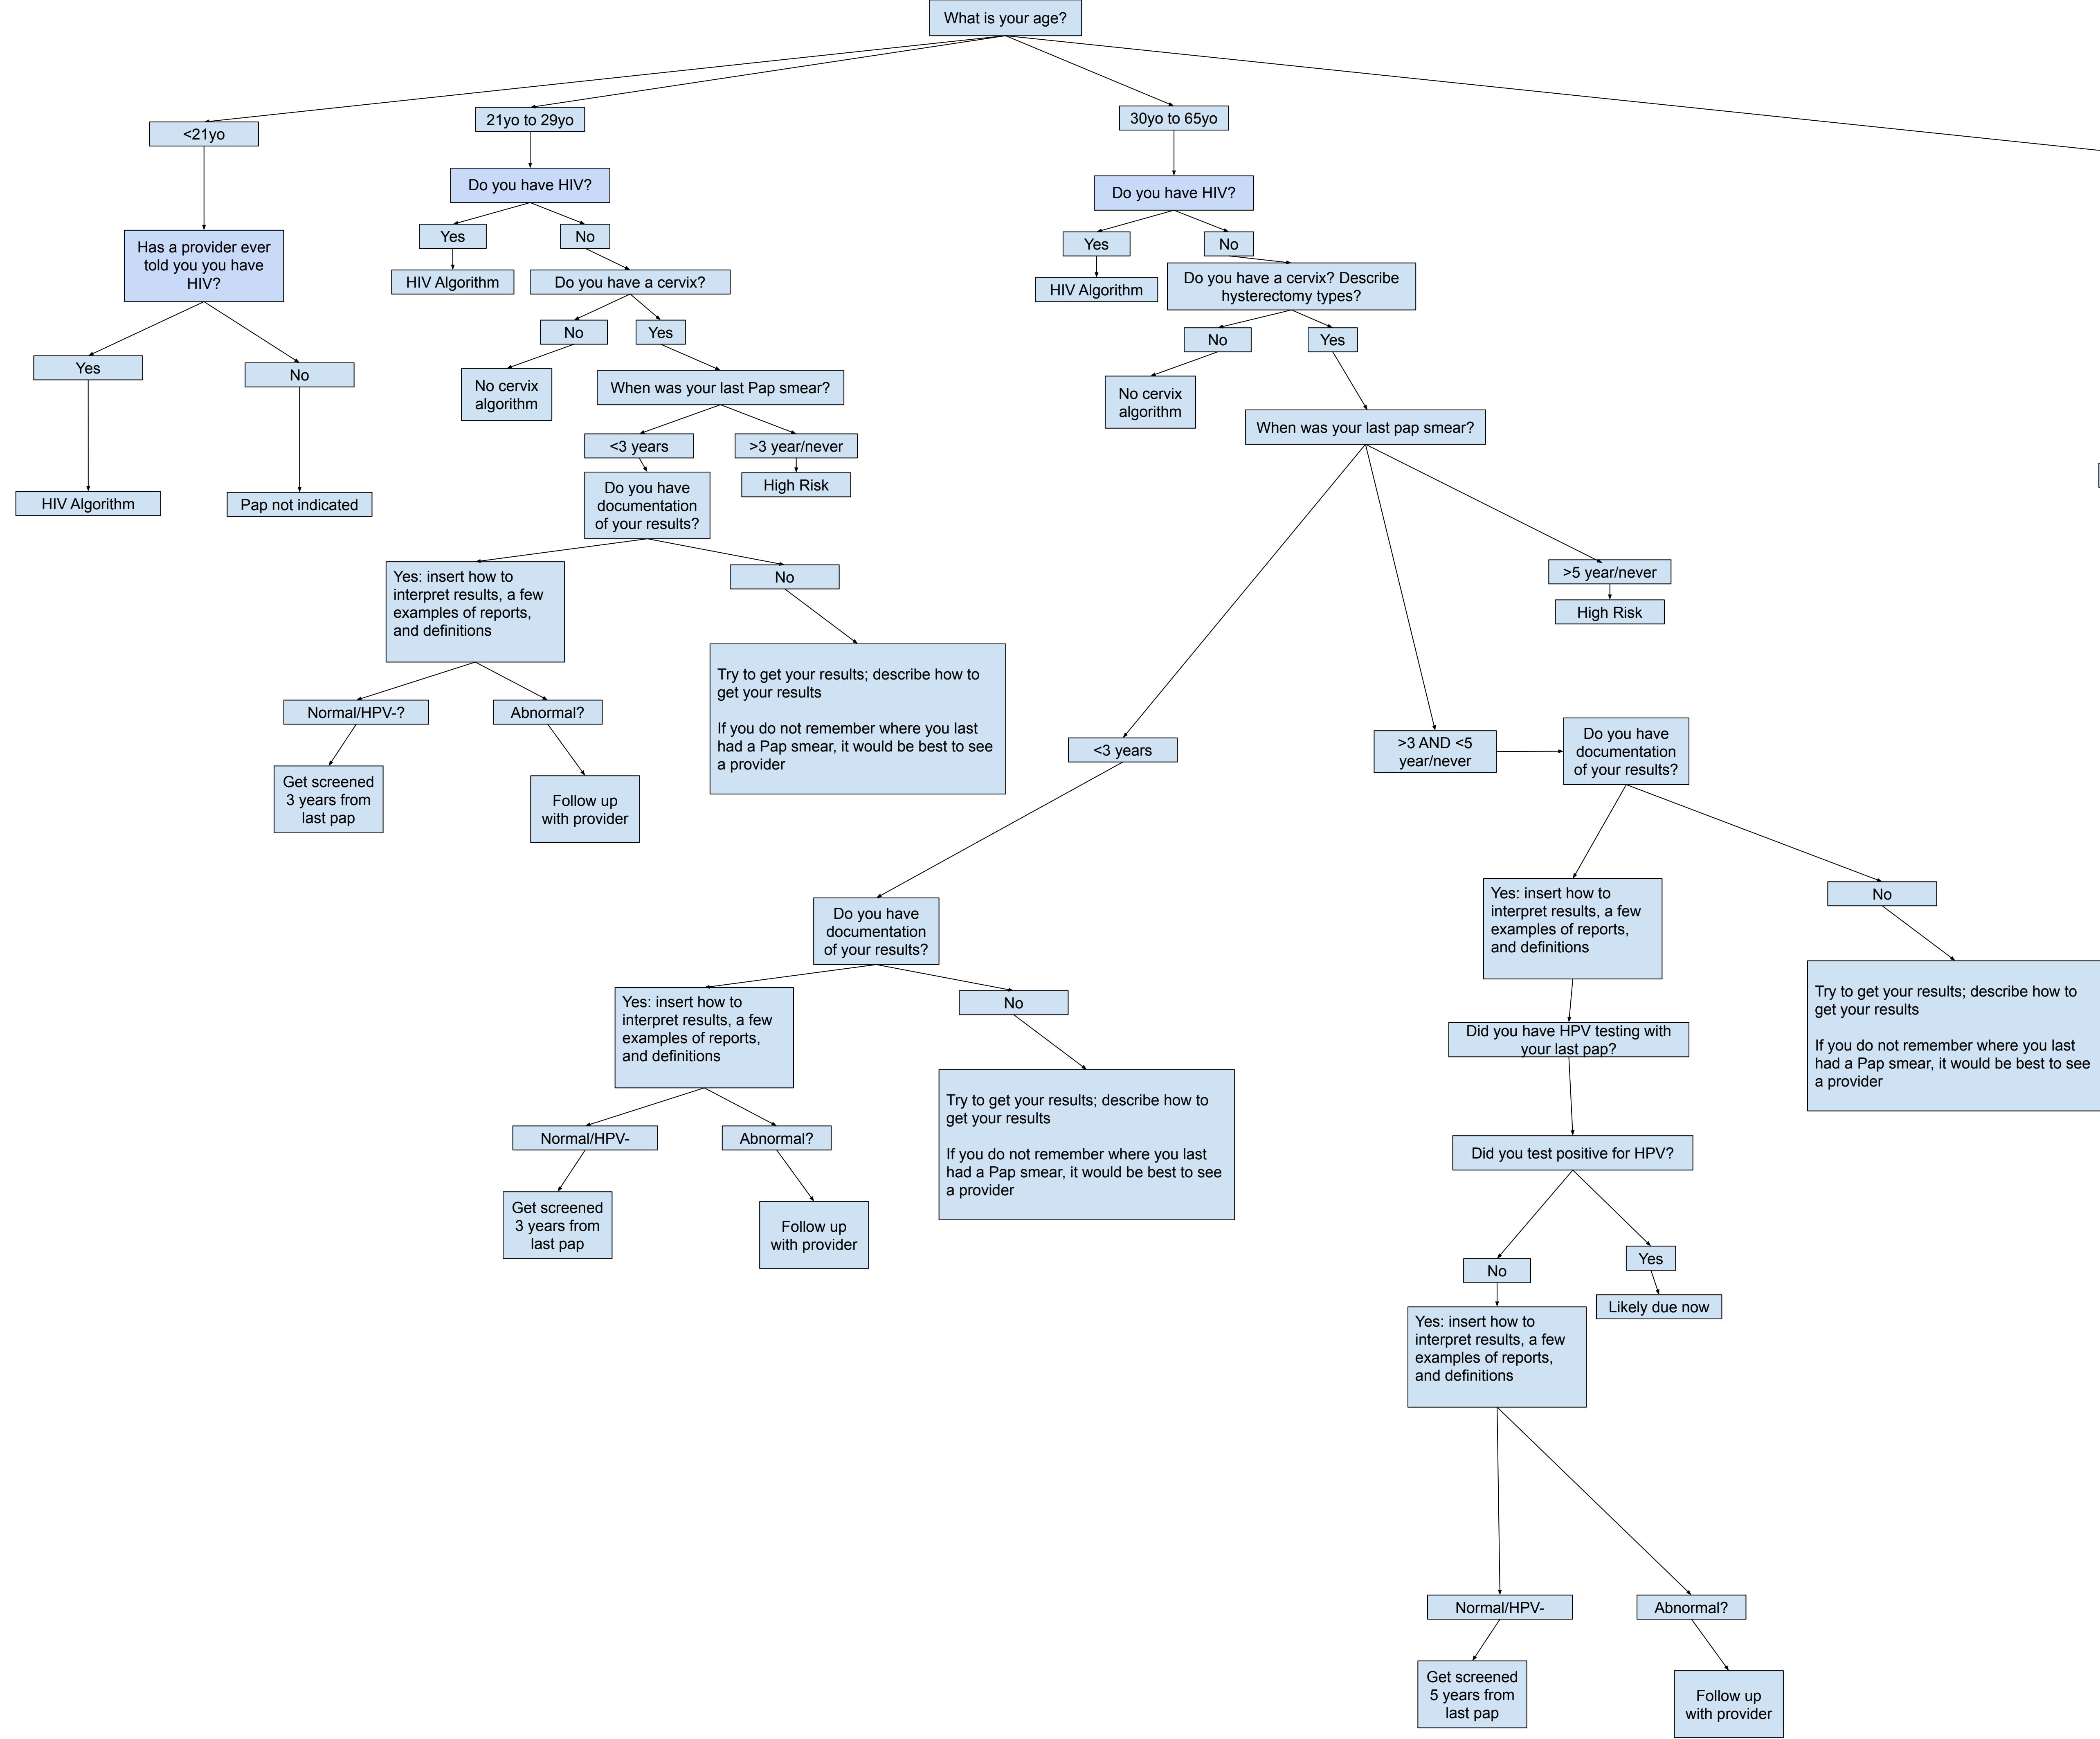 What is your age?
<21yo
21yo to 29yo
30yo to 65yo
Has a provider ever
told you you have
HIV?
Yes
No
HIV Algorithm
Pap not indicated
Do you have HIV?
Yes
No
HIV Algorithm
Do you have a cervix?
No
Yes
No cervix
algorithm
When was your last Pap smear?
<3 years
>3 year/never
High Risk
Do you have
documentation
of your results?
Yes: insert how to
interpret results, a few
examples of reports,
and definitions
No
Normal/HPV-?
Abnormal?
Get screened
3 years from
last pap
Follow up
with provider
Try to get your results; describe how to
get your results
If you do not remember where you last
had a Pap smear, it would be best to see
a provider
Do you have HIV?
Yes
No
HIV Algorithm
Do you have a cervix? Describe
hysterectomy types?
No
Yes
No cervix
algorithm
When was your last pap smear?
>5 year/never
High Risk
<3 years
>3 AND <5
year/never
Do you have
documentation
of your results?
Do you have
documentation
of your results?
Yes: insert how to
interpret results, a few
examples of reports,
and definitions
No
Normal/HPV-
Abnormal?
Get screened
3 years from
last pap
Follow up
with provider
Try to get your results; describe how to
get your results
If you do not remember where you last
had a Pap smear, it would be best to see
a provider
Yes: insert how to
interpret results, a few
examples of reports,
and definitions
No
Try to get your results; describe how to
get your results
If you do not remember where you last
had a Pap smear, it would be best to see
a provider
Did you have HPV testing with
your last pap?
Did you test positive for HPV?
No
Yes
Likely due now
Yes: insert how to
interpret results, a few
examples of reports,
and definitions
Normal/HPV-
Abnormal?
Get screened
5 years from
last pap
Follow up
with provider